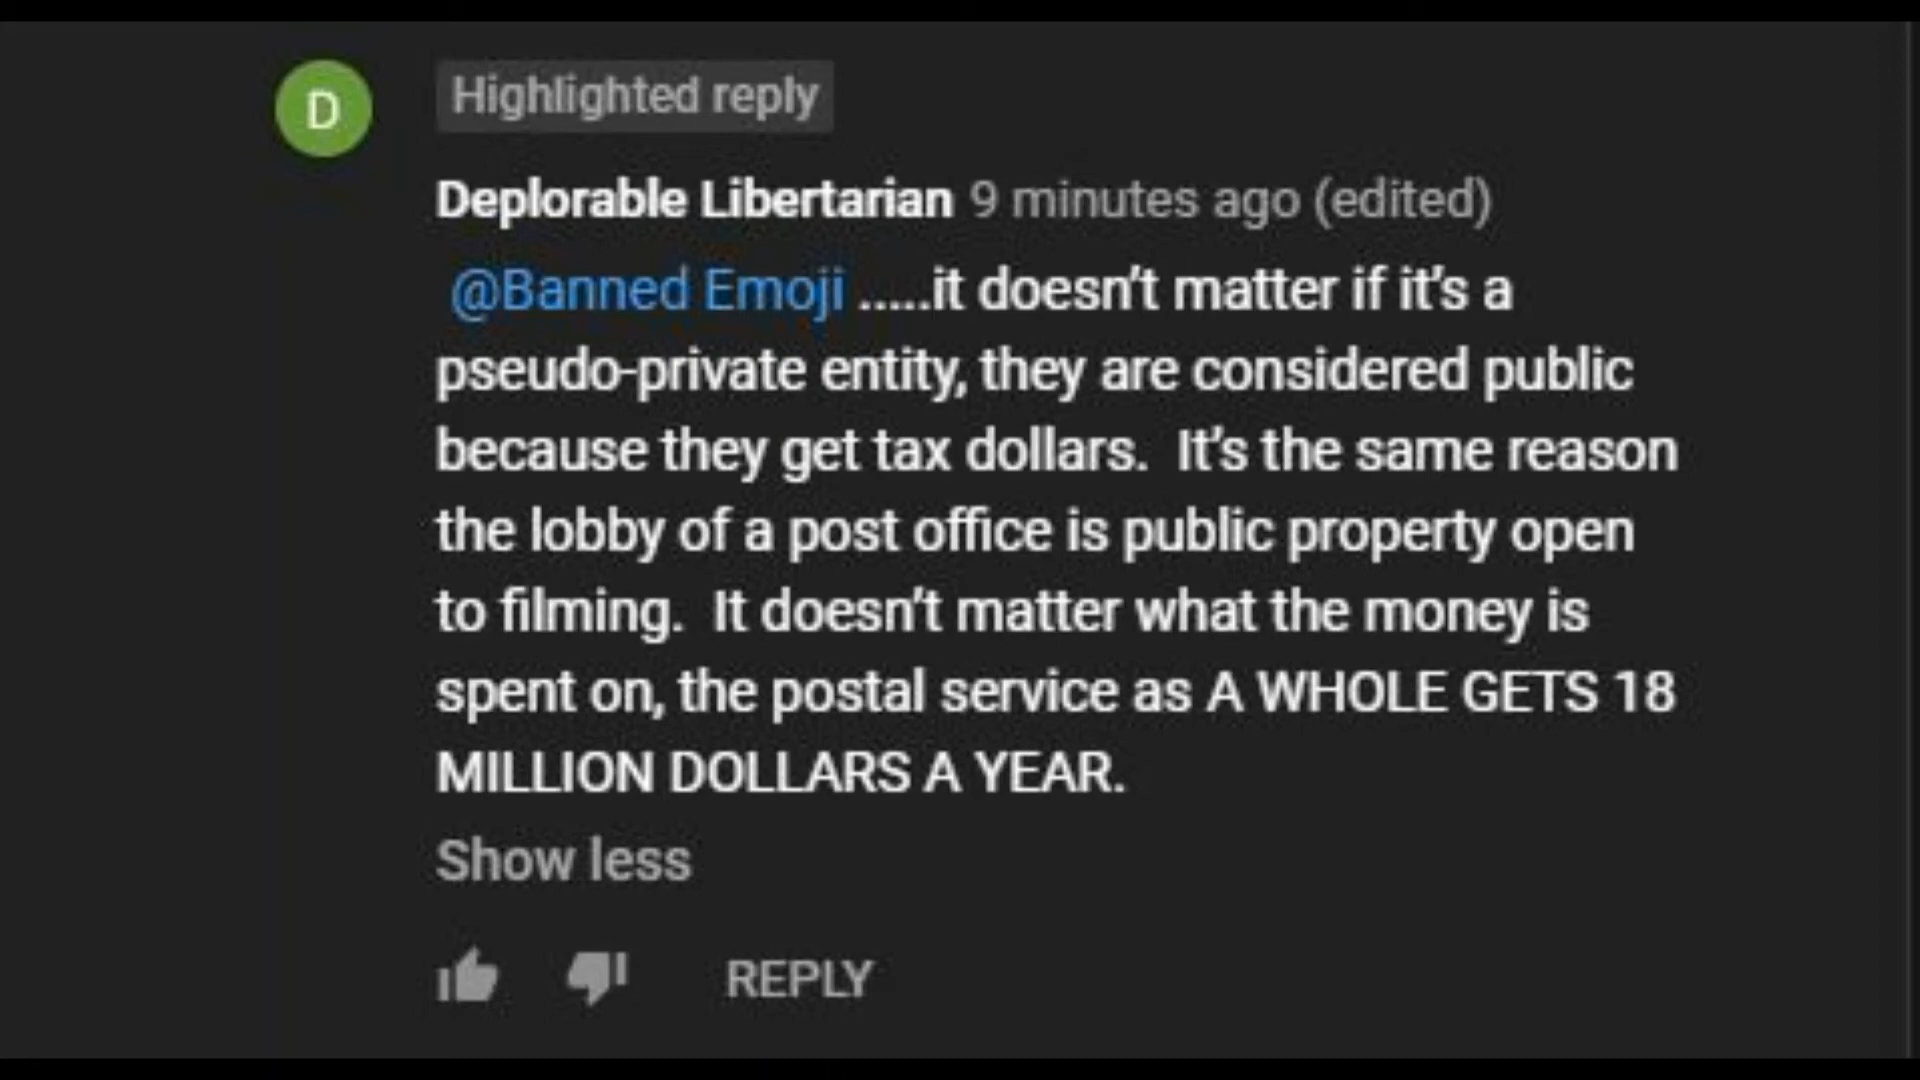 D
Highlighted reply
Deplorable Libertarian 9 minutes ago (edited)
@Banned Emoji .....it doesn't matter if it's a
pseudo-private entity, they are considered public
because they get tax dollars.  It's the same reason
the lobby of a post office is public property open
to filming.  It doesn't matter what the money is
spent on, the postal service as A WHOLE GETS 18
MILLION DOLLARS A YEAR.
Show less
REPLY